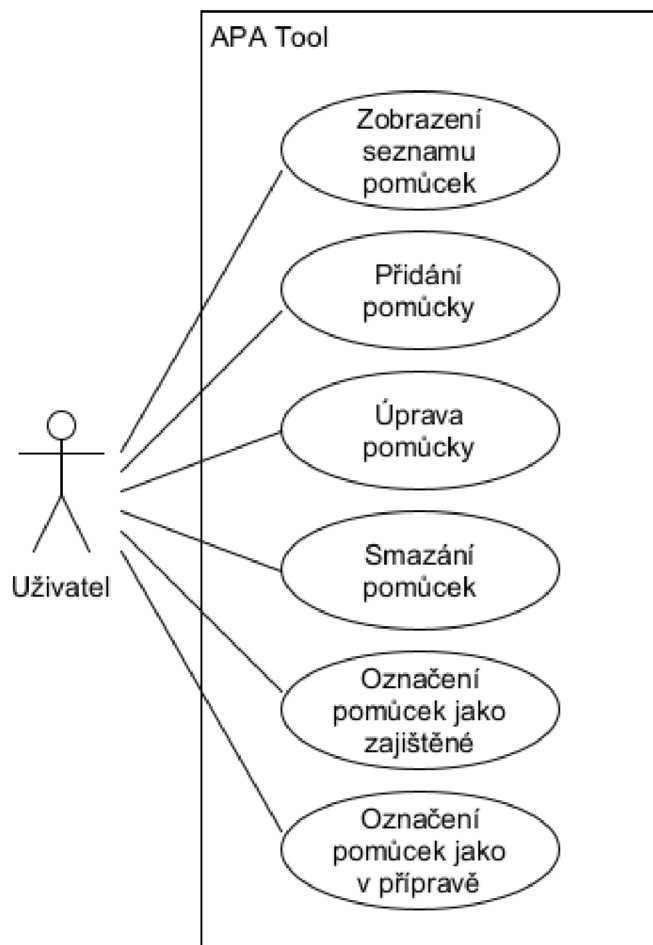 APA Tool
Zobrazení
seznamu
pomůcek
Přidání
pomůcky
Úprava
pomůcky
Smazání
pomůcek
Uživatel
Označení
pomůcek jako
zajištěné
Označení
pomůcek jako
v přípravě